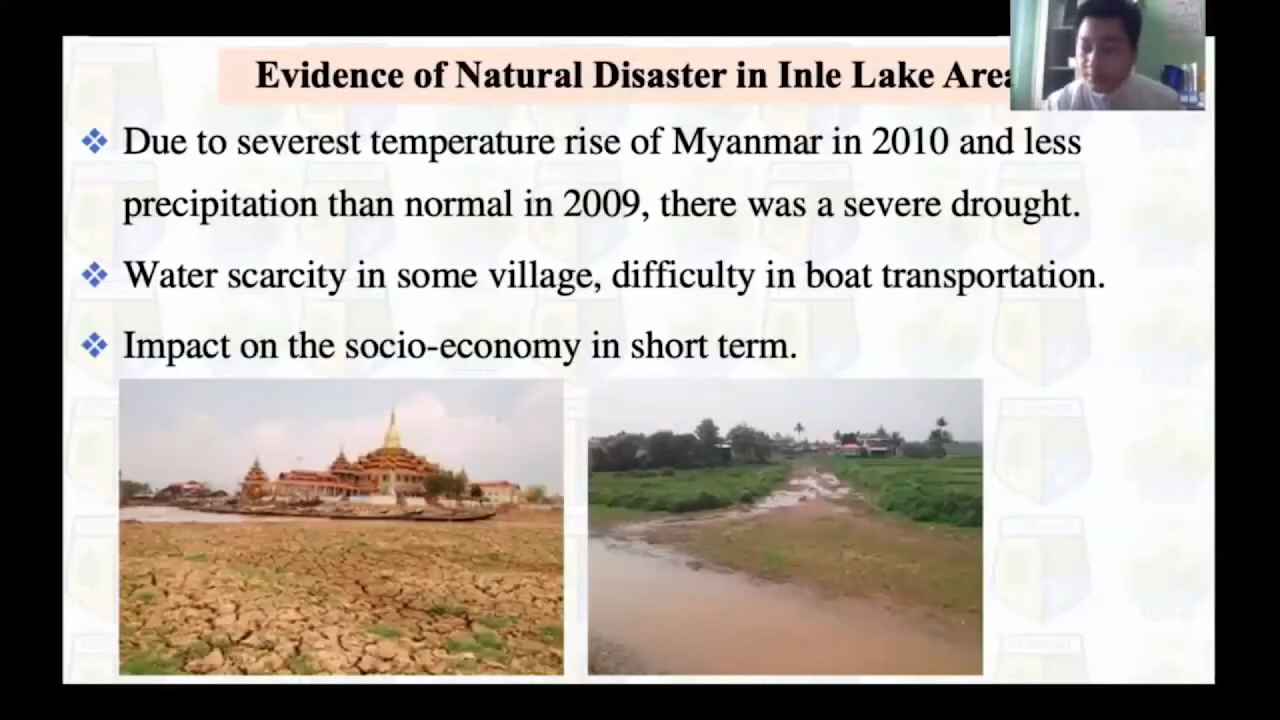 Evidence of Natural Disaster in Inle Lake Area
❖ Due to severest temperature rise of Myanmar in 2010 and less
precipitation than normal in 2009, there was a severe drought.
❖ Water scarcity in some village, difficulty in boat transportation.
❖ Impact on the socio-economy in short term.